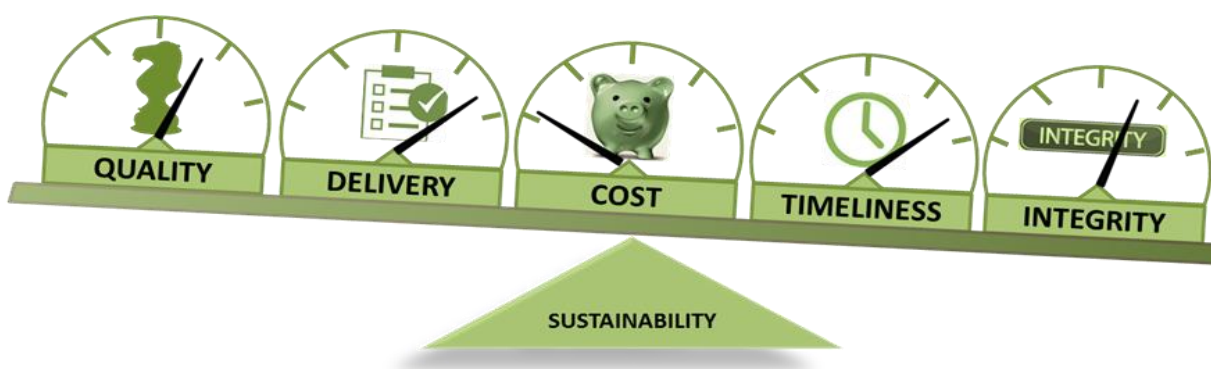 QUALITY
DELIVERY
COST
TIMELINESS
INTEGRITY
INTEGRITY
SUSTAINABILITY